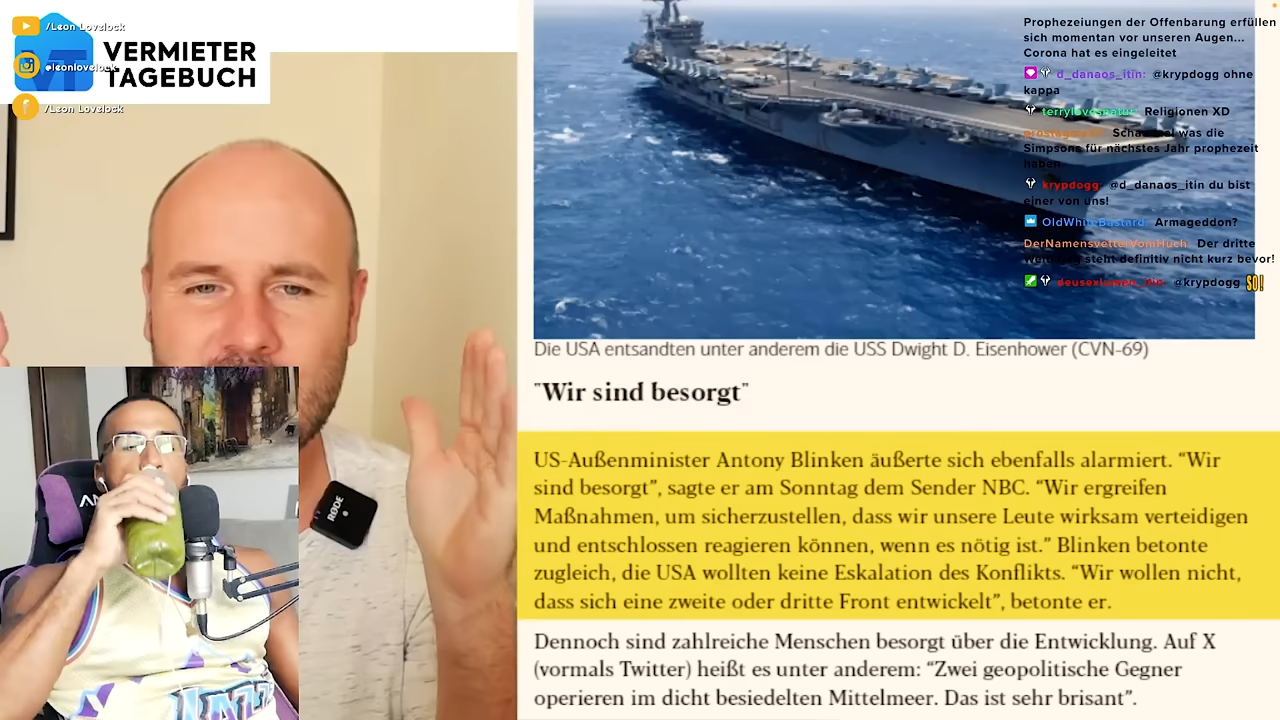 /Leon Lovelock
@leonlovelock
/Leon Lovelock
VERMIETER
TAGEBUCH
RØDE
Die USA entsandten unter anderem die USS Dwight D. Eisenhower (CVN-69)
"Wir sind besorgt"
US-Außenminister Antony Blinken äußerte sich ebenfalls alarmiert. “Wir
sind besorgt”, sagte er am Sonntag dem Sender NBC. “Wir ergreifen
Maßnahmen, um sicherzustellen, dass wir unsere Leute wirksam verteidigen
und entschlossen reagieren können, wenn es nötig ist.” Blinken betonte
zugleich, die USA wollten keine Eskalation des Konflikts. “Wir wollen nicht,
dass sich eine zweite oder dritte Front entwickelt”, betonte er.
Dennoch sind zahlreiche Menschen besorgt über die Entwicklung. Auf X
(vormals Twitter) heißt es unter anderem: “Zwei geopolitische Gegner
operieren im dicht besiedelten Mittelmeer. Das ist sehr brisant”.
Prophezeiungen der Offenbarung erfüllen
sich momentan vor unseren Augen...
Corona hat es eingeleitet
d_danaos_itin: @krypdogg ohne
kappa
Religionen XD
was die
Simpsons für nächstes Jahr prophezeit
haben
krypdogg: @d_danaos_itin du bist
einer von uns!
OldWhiteBastard: Armageddon?
DerNamensvetterVomHuch: Der dritte
steht definitiv nicht kurz bevor!
@krypdogg SO!